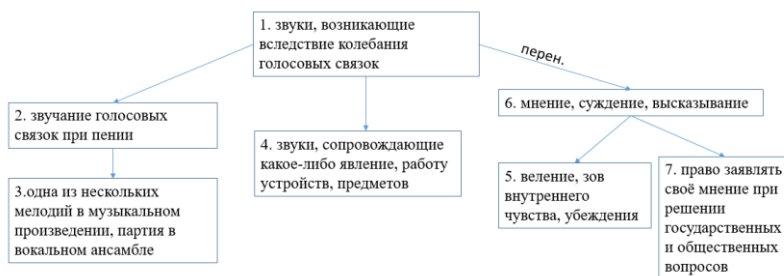 1. звуки, возникающие
вследствие колебания
голосовых связок
перен.
2. звучание голосовых
связок при пении
6. мнение, суждение, высказывание
4. звуки, сопровождающие
какое-либо явление, работу
устройств, предметов
3.одна из нескольких
мелодий в музыкальном
произведении, партия в
вокальном ансамбле
5. веление, зов
внутреннего
чувства, убеждения
7. право заявлять
своё мнение при
решении
государственных
и общественных
вопросов